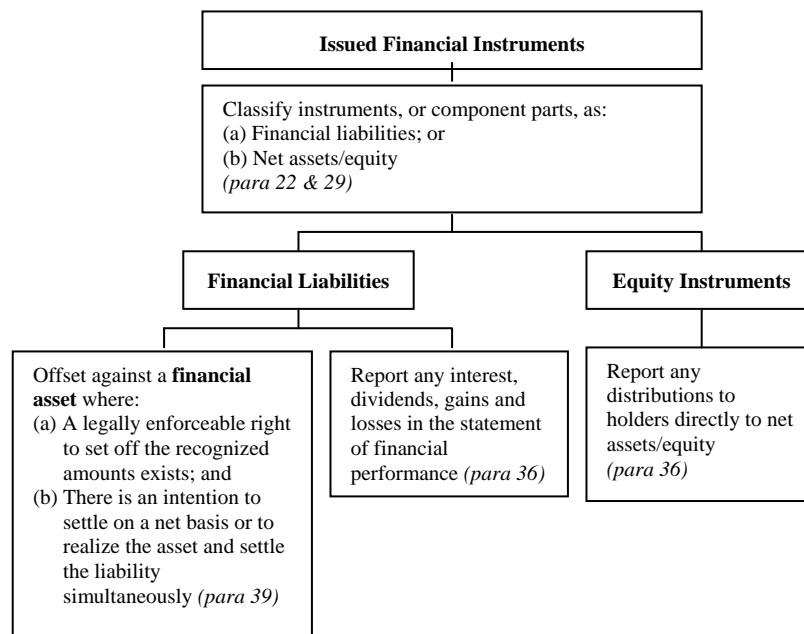 Issued Financial Instruments
Classify instruments, or component parts, as:
(a) Financial liabilities; or
(b) Net assets/equity
(para 22 & 29)
Financial Liabilities
Equity Instruments
Offset against a financial
asset where:
(a) A legally enforceable right
to set off the recognized
amounts exists; and
(b) There is an intention to
settle on a net basis or to
realize the asset and settle
the liability
simultaneously (para 39)
Report any interest,
dividends, gains and
losses in the statement
of financial
performance (para 36)
Report any
distributions to
holders directly to net
assets/equity
(para 36)